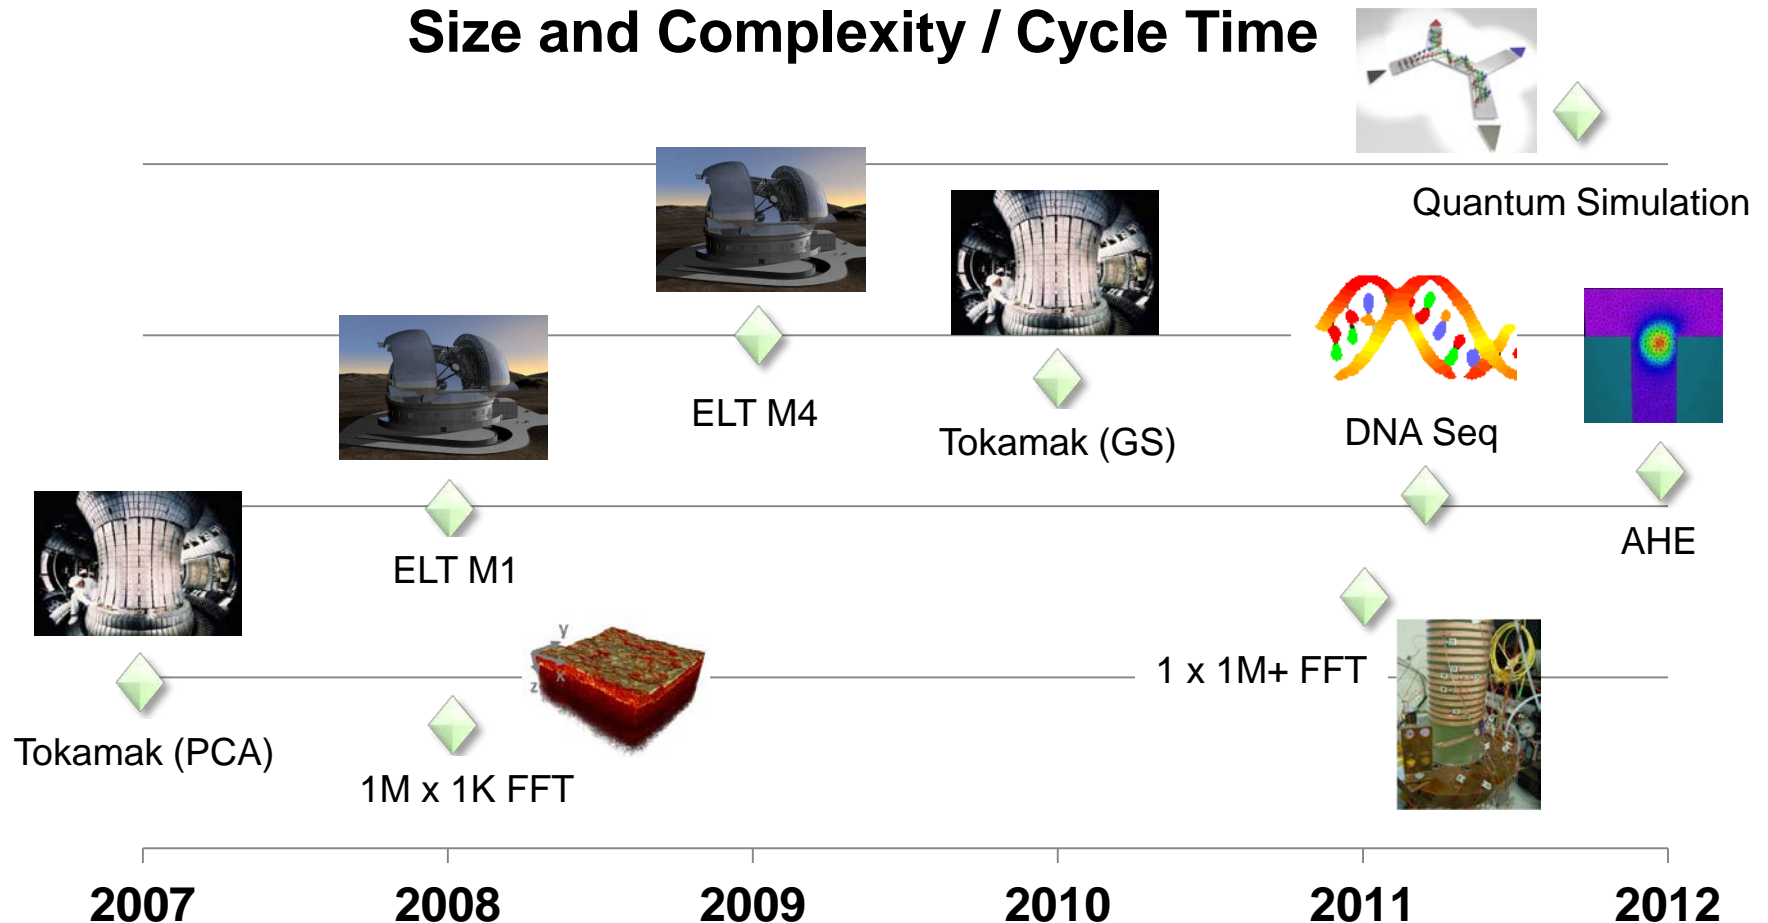 Size and Complexity / Cycle Time
Quantum Simulation
ELT M4
Tokamak (GS)
DNA Seq
AHE
ELT M1
y
x
z
1 x 1M+ FFT
Tokamak (PCA)
1M x 1K FFT
2007
2008
2009
2010
2011
2012